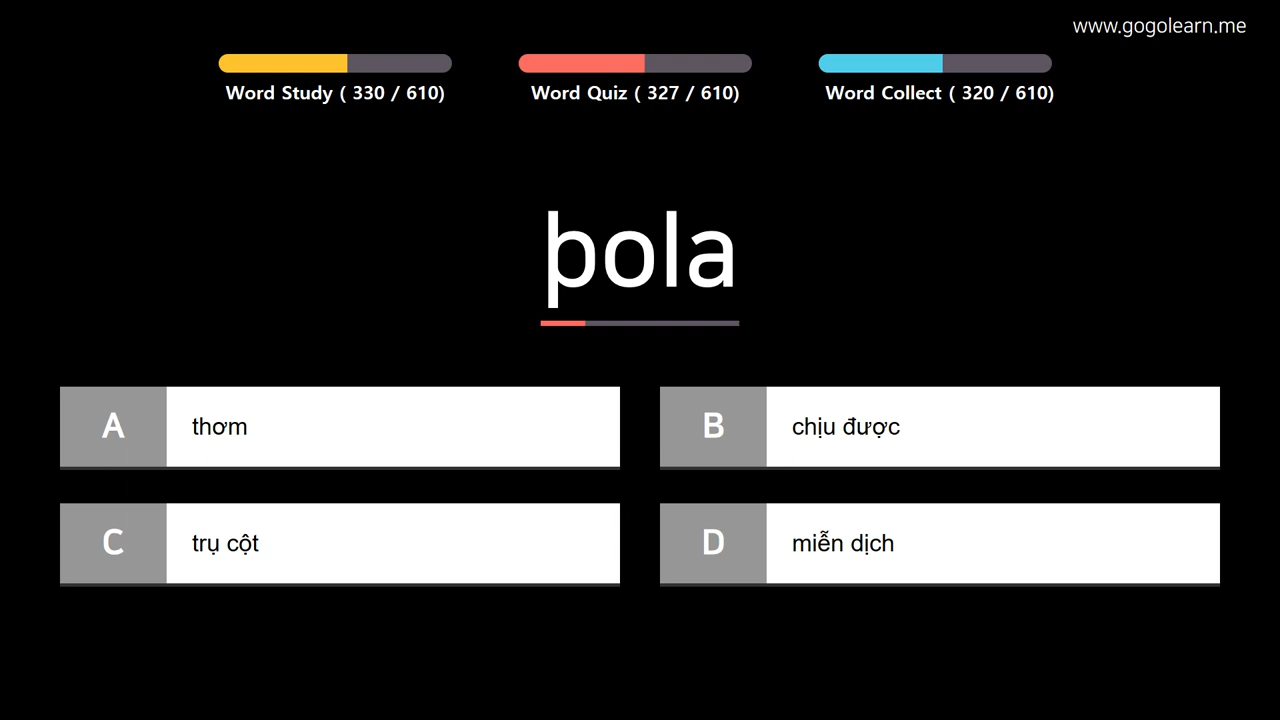 www.gogolearn.me
Word Study ( 330 / 610)
Word Quiz ( 327 / 610)
Word Collect ( 320 / 610)
þola
A thơm
B chịu được
C trụ cột
D miễn dịch